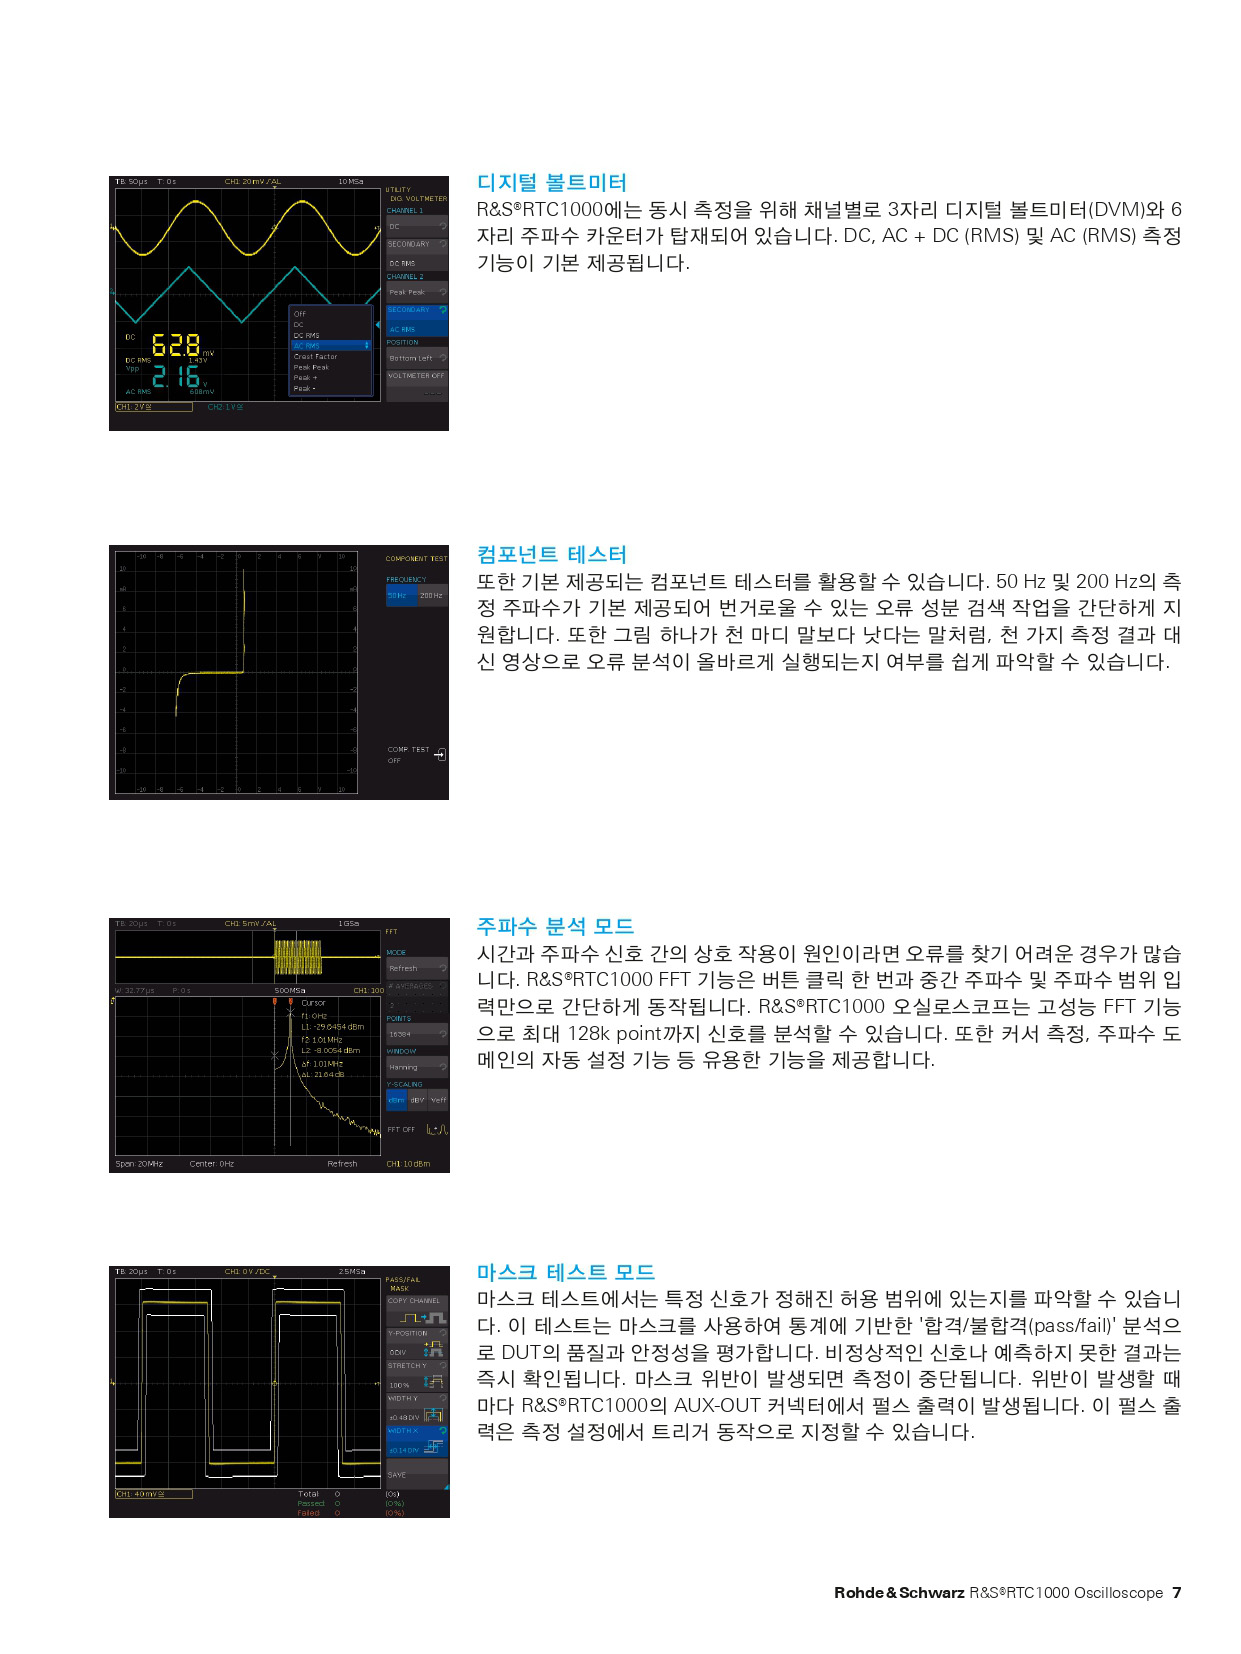 TB: 50µs T: 0s CH1: 20mV / AL 10MSa
UTILITY
DIG. VOLTMETER
CHANNEL 1
DC
SECONDARY
DC RMS
CHANNEL 2
Peak Peak
SECONDARY
AC RMS
POSITION
Bottom Left
VOLTMETER OFF
Off
DC
DC RMS
AC RMS
Crest Factor
Peak Peak
Peak +
Peak -
DC 62.8 mV
DC RMS 1.43V
Vpp 2.16 V
AC RMS 608mV
CH1: 2V CH2: 1V
디지털 볼트미터
R&S®RTC1000에는 동시 측정을 위해 채널별로 3자리 디지털 볼트미터(DVM)와 6
자리 주파수 카운터가 탑재되어 있습니다. DC, AC + DC (RMS) 및 AC (RMS) 측정
기능이 기본 제공됩니다.
COMPONENT TEST
FREQUENCY
50Hz 200Hz
COMP. TEST
OFF
컴포넌트 테스터
또한 기본 제공되는 컴포넌트 테스터를 활용할 수 있습니다. 50 Hz 및 200 Hz의 측
정 주파수가 기본 제공되어 번거로울 수 있는 오류 성분 검색 작업을 간단하게 지
원합니다. 또한 그림 하나가 천 마디 말보다 낫다는 말처럼, 천 가지 측정 결과 대
신 영상으로 오류 분석이 올바르게 실행되는지 여부를 쉽게 파악할 수 있습니다.
TB: 20µs T: 0s CH1: 5mV / AL 1GSa
FFT
MODE
Refresh
# AVERAGES
2
POINTS
16384
WINDOW
Hanning
Y-SCALING
dBm dBV Veff
FFT OFF
W: 32.77µs P: 0s 500MSa CH1: 100
Cursor
f1: 0Hz
L1: -29.6454 dBm
f2: 1.01MHz
L2: -8.0054 dBm
Δf: 1.01MHz
ΔL: 21.64 dB
Span: 20MHz Center: 0Hz Refresh CH1: 10dBm
주파수 분석 모드
시간과 주파수 신호 간의 상호 작용이 원인이라면 오류를 찾기 어려운 경우가 많습
니다. R&S®RTC1000 FFT 기능은 버튼 클릭 한 번과 중간 주파수 및 주파수 범위 입
력만으로 간단하게 동작됩니다. R&S®RTC1000 오실로스코프는 고성능 FFT 기능
으로 최대 128k point까지 신호를 분석할 수 있습니다. 또한 커서 측정, 주파수 도
메인의 자동 설정 기능 등 유용한 기능을 제공합니다.
TB: 20µs T: 0s CH1: 0V / DC 2.5MSa
PASS/FAIL
MASK
COPY CHANNEL
Y-POSITION
0DIV
STRETCH Y
100%
WIDTH Y
±0.48DIV
WIDTH X
±0.14DIV
SAVE
CH1: 40mV
Total: 0 (0s)
Passed: 0 (0%)
Failed: 0 (0%)
마스크 테스트 모드
마스크 테스트에서는 특정 신호가 정해진 허용 범위에 있는지를 파악할 수 있습니
다. 이 테스트는 마스크를 사용하여 통계에 기반한 '합격/불합격(pass/fail)' 분석으
로 DUT의 품질과 안정성을 평가합니다. 비정상적인 신호나 예측하지 못한 결과는
즉시 확인됩니다. 마스크 위반이 발생되면 측정이 중단됩니다. 위반이 발생할 때
마다 R&S®RTC1000의 AUX-OUT 커넥터에서 펄스 출력이 발생됩니다. 이 펄스 출
력은 측정 설정에서 트리거 동작으로 지정할 수 있습니다.
Rohde & Schwarz R&S®RTC1000 Oscilloscope 7